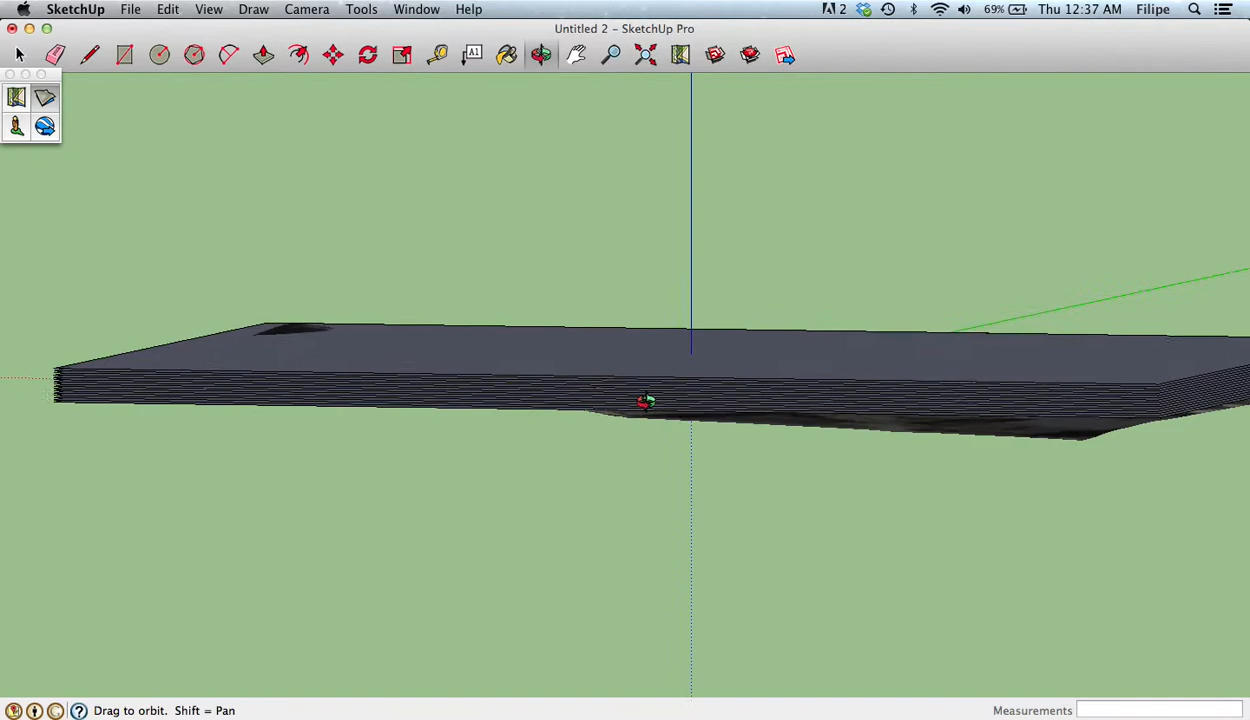 SketchUp File Edit View Draw Camera Tools Window Help 2 69% Thu 12:37 AM Filipe
Untitled 2 - SketchUp Pro
A1
Drag to orbit. Shift = Pan Measurements